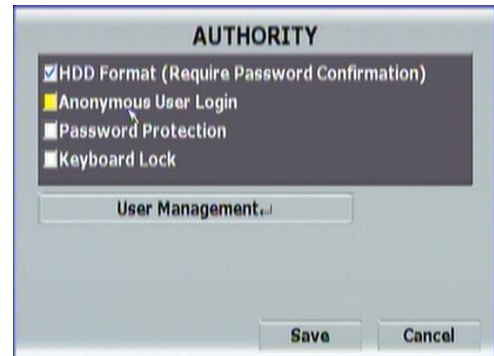 AUTHORITY
HDD Format (Require Password Confirmation)
Anonymous User Login
Password Protection
Keyboard Lock
User Management↵
Save
Cancel